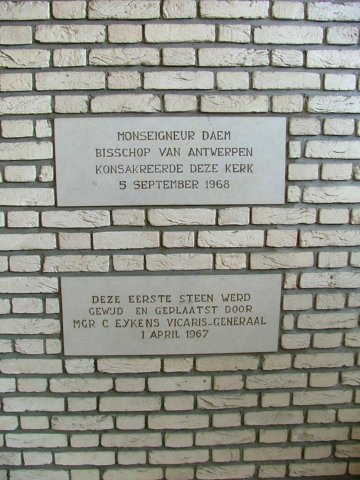 MONSEIGNEUR DAEM
BISSCHOP VAN ANTWERPEN
KONSAKREERDE DEZE KERK
5 SEPTEMBER 1968
DEZE EERSTE STEEN WERD
GEWIJD EN GEPLAATST DOOR
MGR C EYKENS VICARIS-GENERAAL
1 APRIL 1967